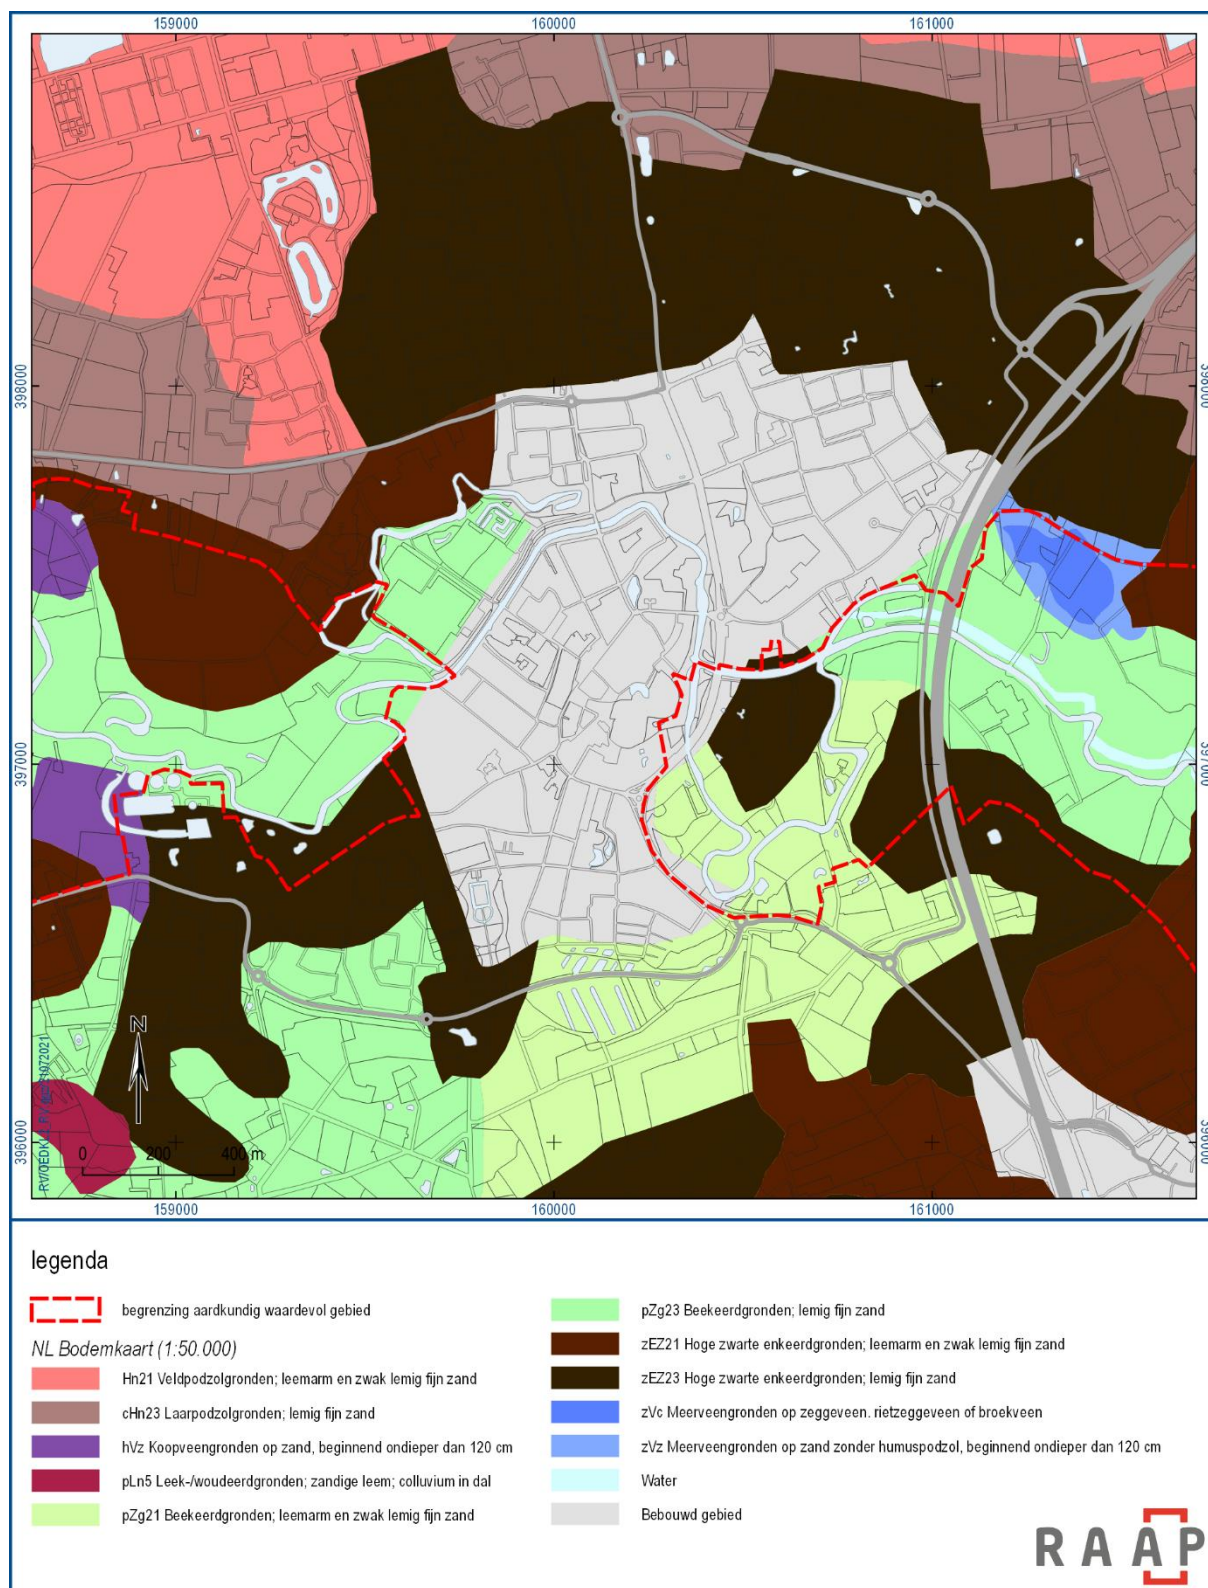 159000 160000 161000
398000 398000
397000 397000
396000 396000
N
0 200 400 m
159000 160000 161000
legenda
begrenzing aardkundig waardevol gebied
NL Bodemkaart (1:50.000)
Hn21 Veldpodzolgronden; leemarm en zwak lemig fijn zand
cHn23 Laarpodzolgronden; lemig fijn zand
hVz Koopveengronden op zand, beginnend ondieper dan 120 cm
pLn5 Leek-/woudeerdgronden; zandige leem; colluvium in dal
pZg21 Beekeerdgronden; leemarm en zwak lemig fijn zand
pZg23 Beekeerdgronden; lemig fijn zand
zEZ21 Hoge zwarte enkeerdgronden; leemarm en zwak lemig fijn zand
zEZ23 Hoge zwarte enkeerdgronden; lemig fijn zand
zVc Meerveengronden op zeggeveen. rietzeggeveen of broekveen
zVz Meerveengronden op zand zonder humuspodzol, beginnend ondieper dan 120 cm
Water
Bebouwd gebied
RAAP